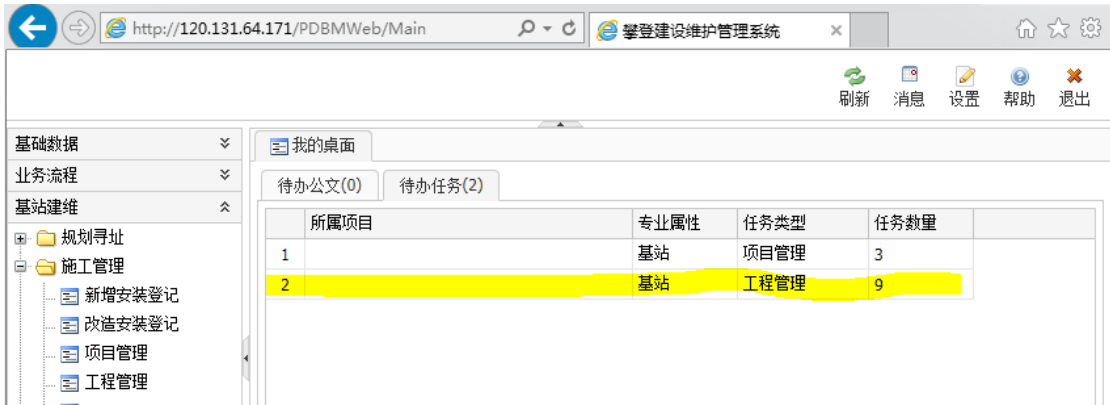 http://120.131.64.171/PDBMWeb/Main 攀登建设维护管理系统
刷新 消息 设置 帮助 退出
基础数据
业务流程
基站建维
规划寻址
施工管理
新增安装登记
改造安装登记
项目管理
工程管理
我的桌面
待办公文(0) 待办任务(2)
所属项目 专业属性 任务类型 任务数量
1 基站 项目管理 3
2 基站 工程管理 9